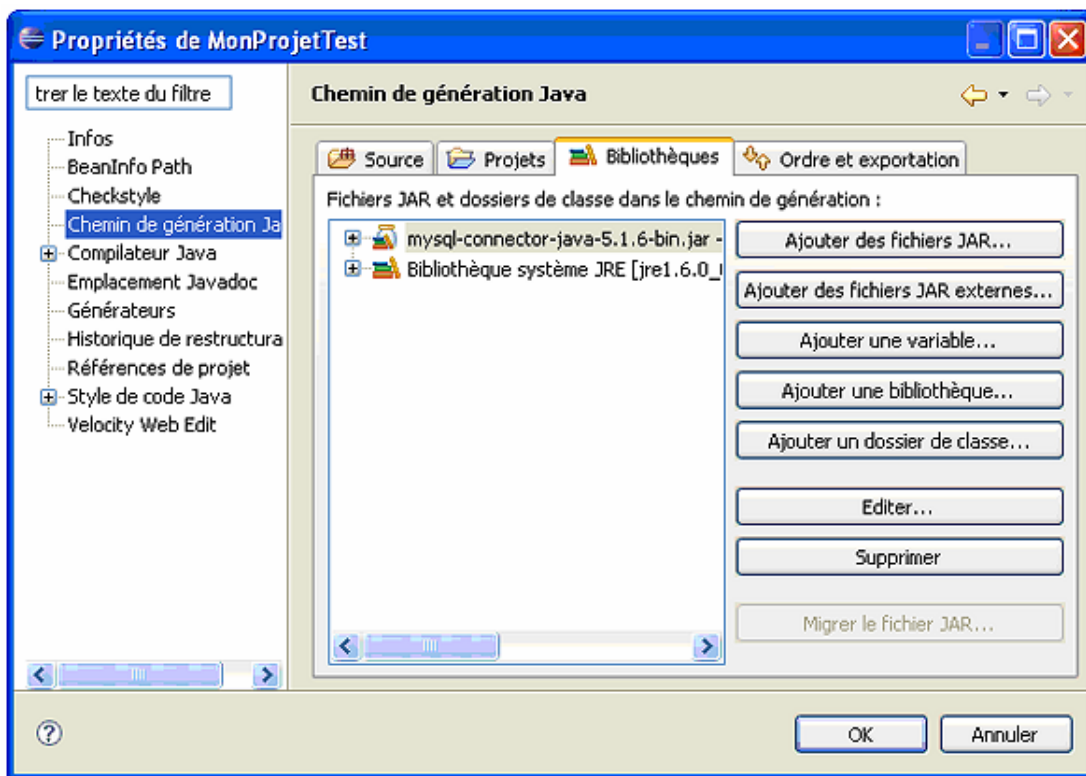 Propriétés de MonProjetTest
trer le texte du filtre
Infos
BeanInfo Path
Checkstyle
Chemin de génération Ja
Compilateur Java
Emplacement Javadoc
Générateurs
Historique de restructura
Références de projet
Style de code Java
Velocity Web Edit
Chemin de génération Java
Source Projets Bibliothèques Ordre et exportation
Fichiers JAR et dossiers de classe dans le chemin de génération :
mysql-connector-java-5.1.6-bin.jar -
Bibliothèque système JRE [jre1.6.0_
Ajouter des fichiers JAR...
Ajouter des fichiers JAR externes...
Ajouter une variable...
Ajouter une bibliothèque...
Ajouter un dossier de classe...
Editer...
Supprimer
Migrer le fichier JAR...
OK Annuler